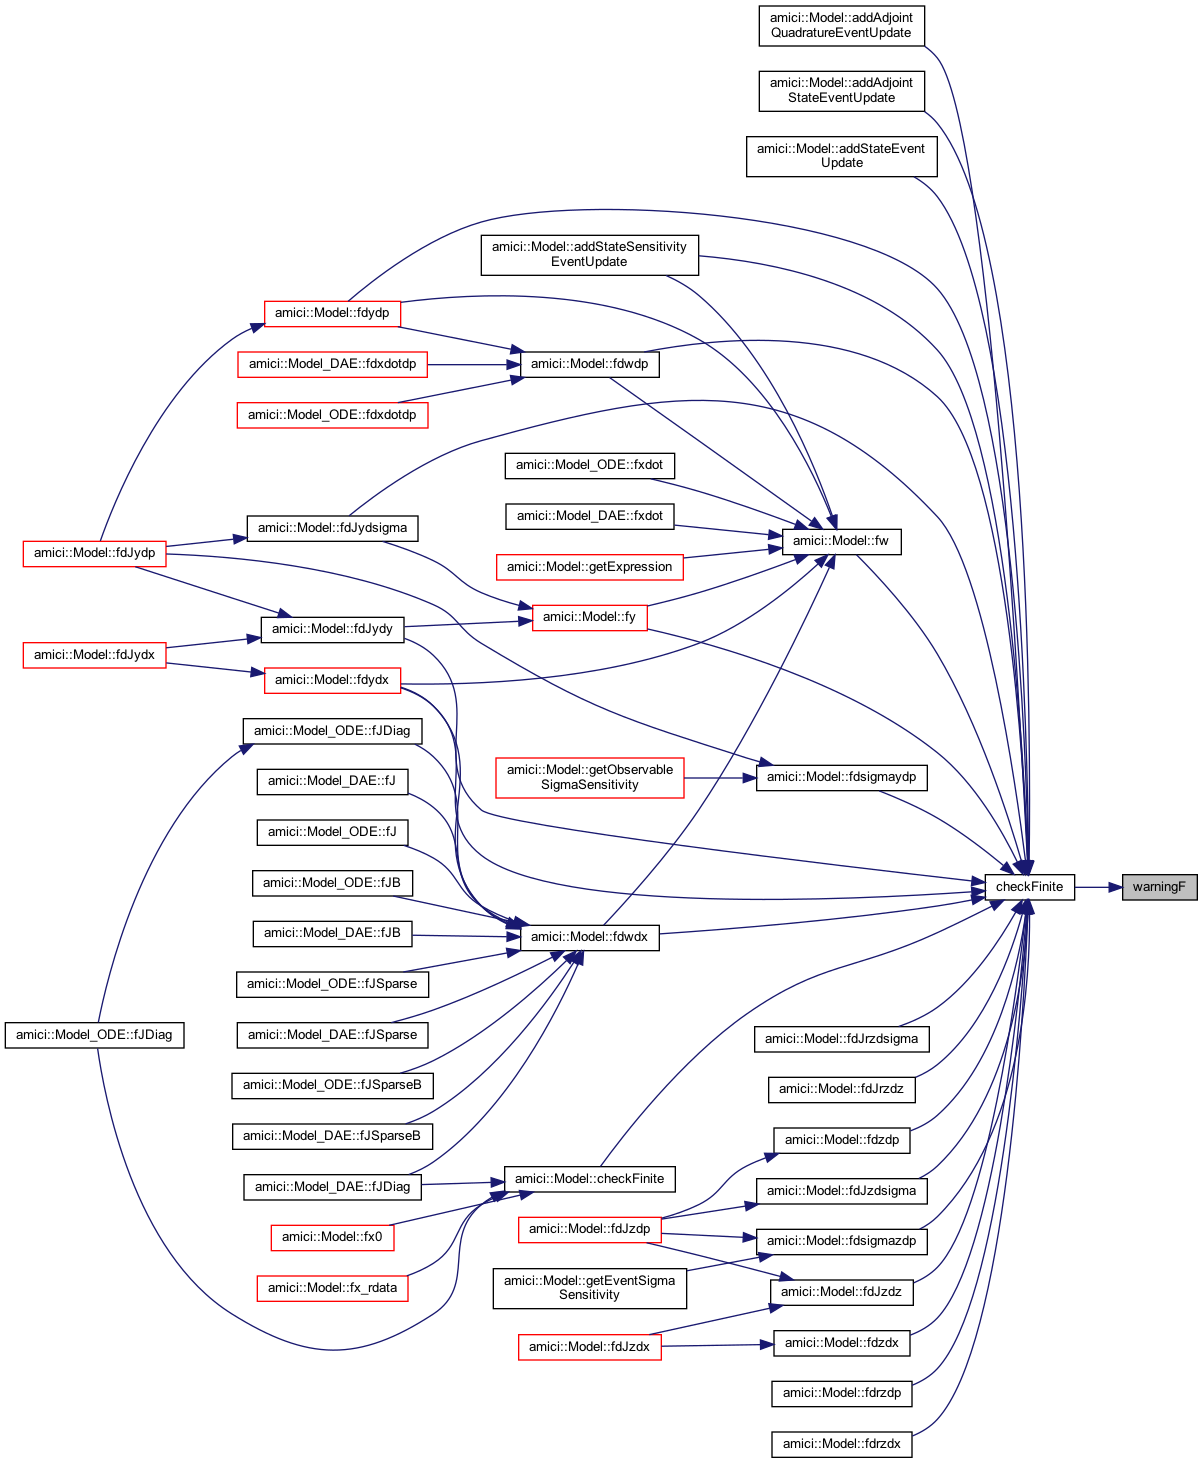 amici::Model::addAdjoint
QuadratureEventUpdate
amici::Model::addAdjoint
StateEventUpdate
amici::Model::addStateEvent
Update
amici::Model::addStateSensitivity
EventUpdate
amici::Model::fdydp
amici::Model::fdwdp
amici::Model_DAE::fdxdotdp
amici::Model_ODE::fdxdotdp
amici::Model_ODE::fxdot
amici::Model_DAE::fxdot
amici::Model::fdJydsigma
amici::Model::fw
amici::Model::fdJydp
amici::Model::getExpression
amici::Model::fy
amici::Model::fdJydy
amici::Model::fdJydx
amici::Model::fdydx
amici::Model_ODE::fJDiag
amici::Model::getObservable
SigmaSensitivity
amici::Model::fdsigmaydp
amici::Model_DAE::fJ
amici::Model_ODE::fJ
amici::Model_ODE::fJB
checkFinite
warningF
amici::Model_DAE::fJB
amici::Model::fdwdx
amici::Model_ODE::fJSparse
amici::Model_ODE::fJDiag
amici::Model_DAE::fJSparse
amici::Model::fdJrzdsigma
amici::Model_ODE::fJSparseB
amici::Model::fdJrzdz
amici::Model_DAE::fJSparseB
amici::Model::fdzdp
amici::Model_DAE::fJDiag
amici::Model::checkFinite
amici::Model::fdJzdsigma
amici::Model::fx0
amici::Model::fdJzdp
amici::Model::fdsigmazdp
amici::Model::fx_rdata
amici::Model::getEventSigma
Sensitivity
amici::Model::fdJzdz
amici::Model::fdJzdx
amici::Model::fdzdx
amici::Model::fdrzdp
amici::Model::fdrzdx